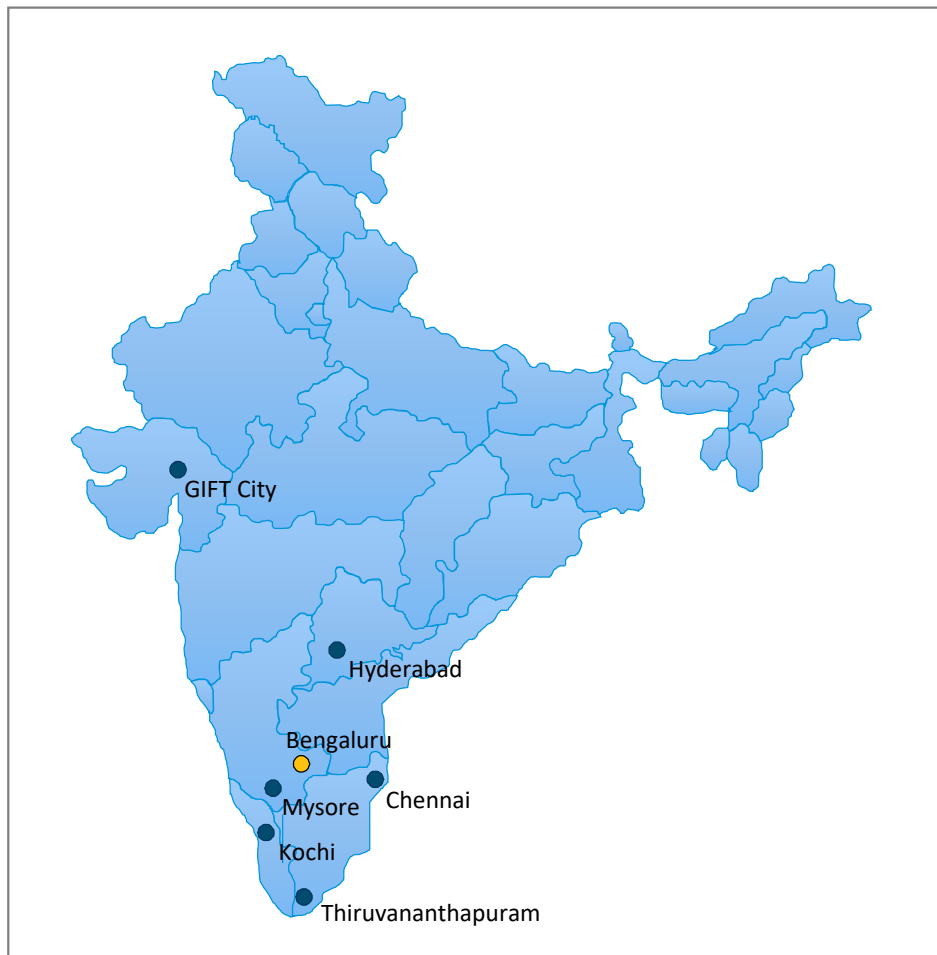 GIFT City
Hyderabad
Bengaluru
Chennai
Mysore
Kochi
Thiruvananthapuram